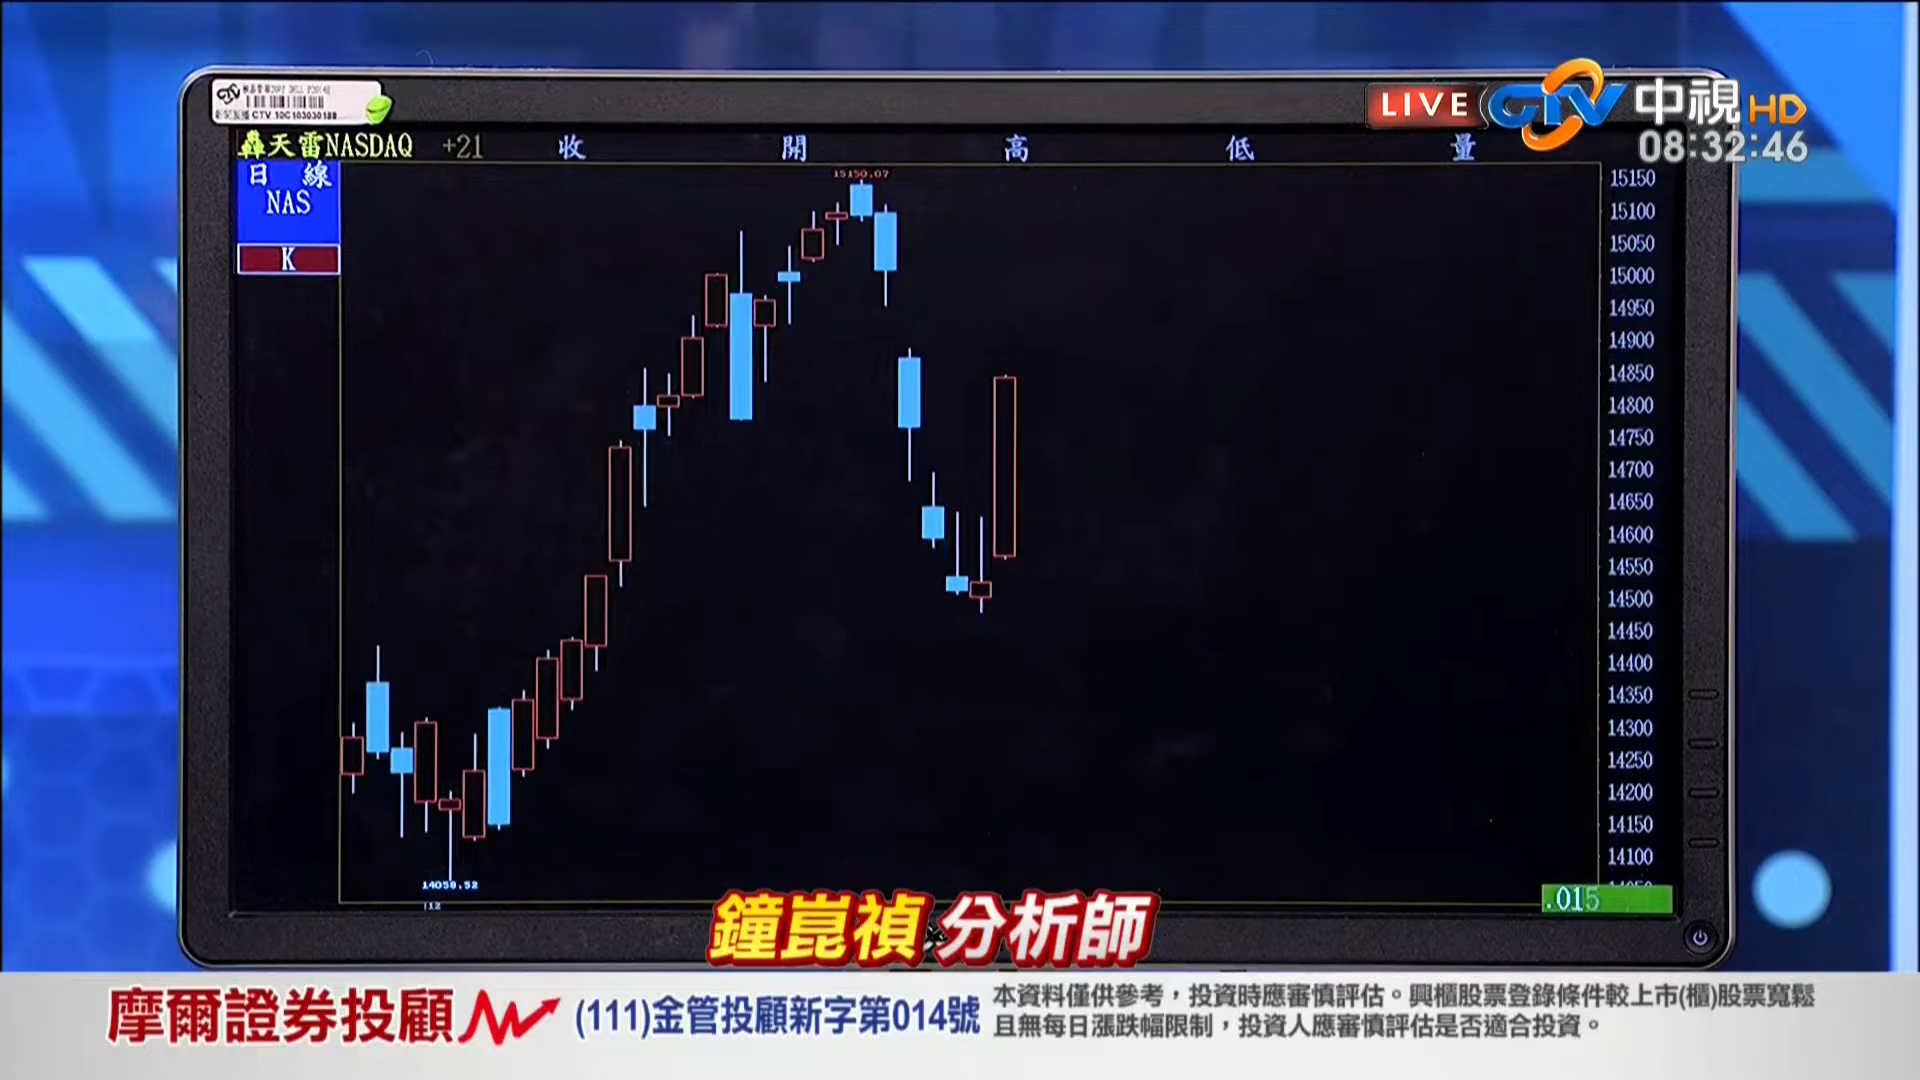 CTV 10C103030188
LIVE CTV 中視 HD
08:32:46
轟天雷NASDAQ +21 收 開 高 低 量
日 線
NAS
K
15150.07
15150
15100
15050
15000
14950
14900
14850
14800
14750
14700
14650
14600
14550
14500
14450
14400
14350
14300
14250
14200
14150
14100
14058.52
12
.015
鐘崑禎 分析師
摩爾證券投顧 (111)金管投顧新字第014號
本資料僅供參考，投資時應審慎評估。興櫃股票登錄條件較上市(櫃)股票寬鬆
且無每日漲跌幅限制，投資人應審慎評估是否適合投資。